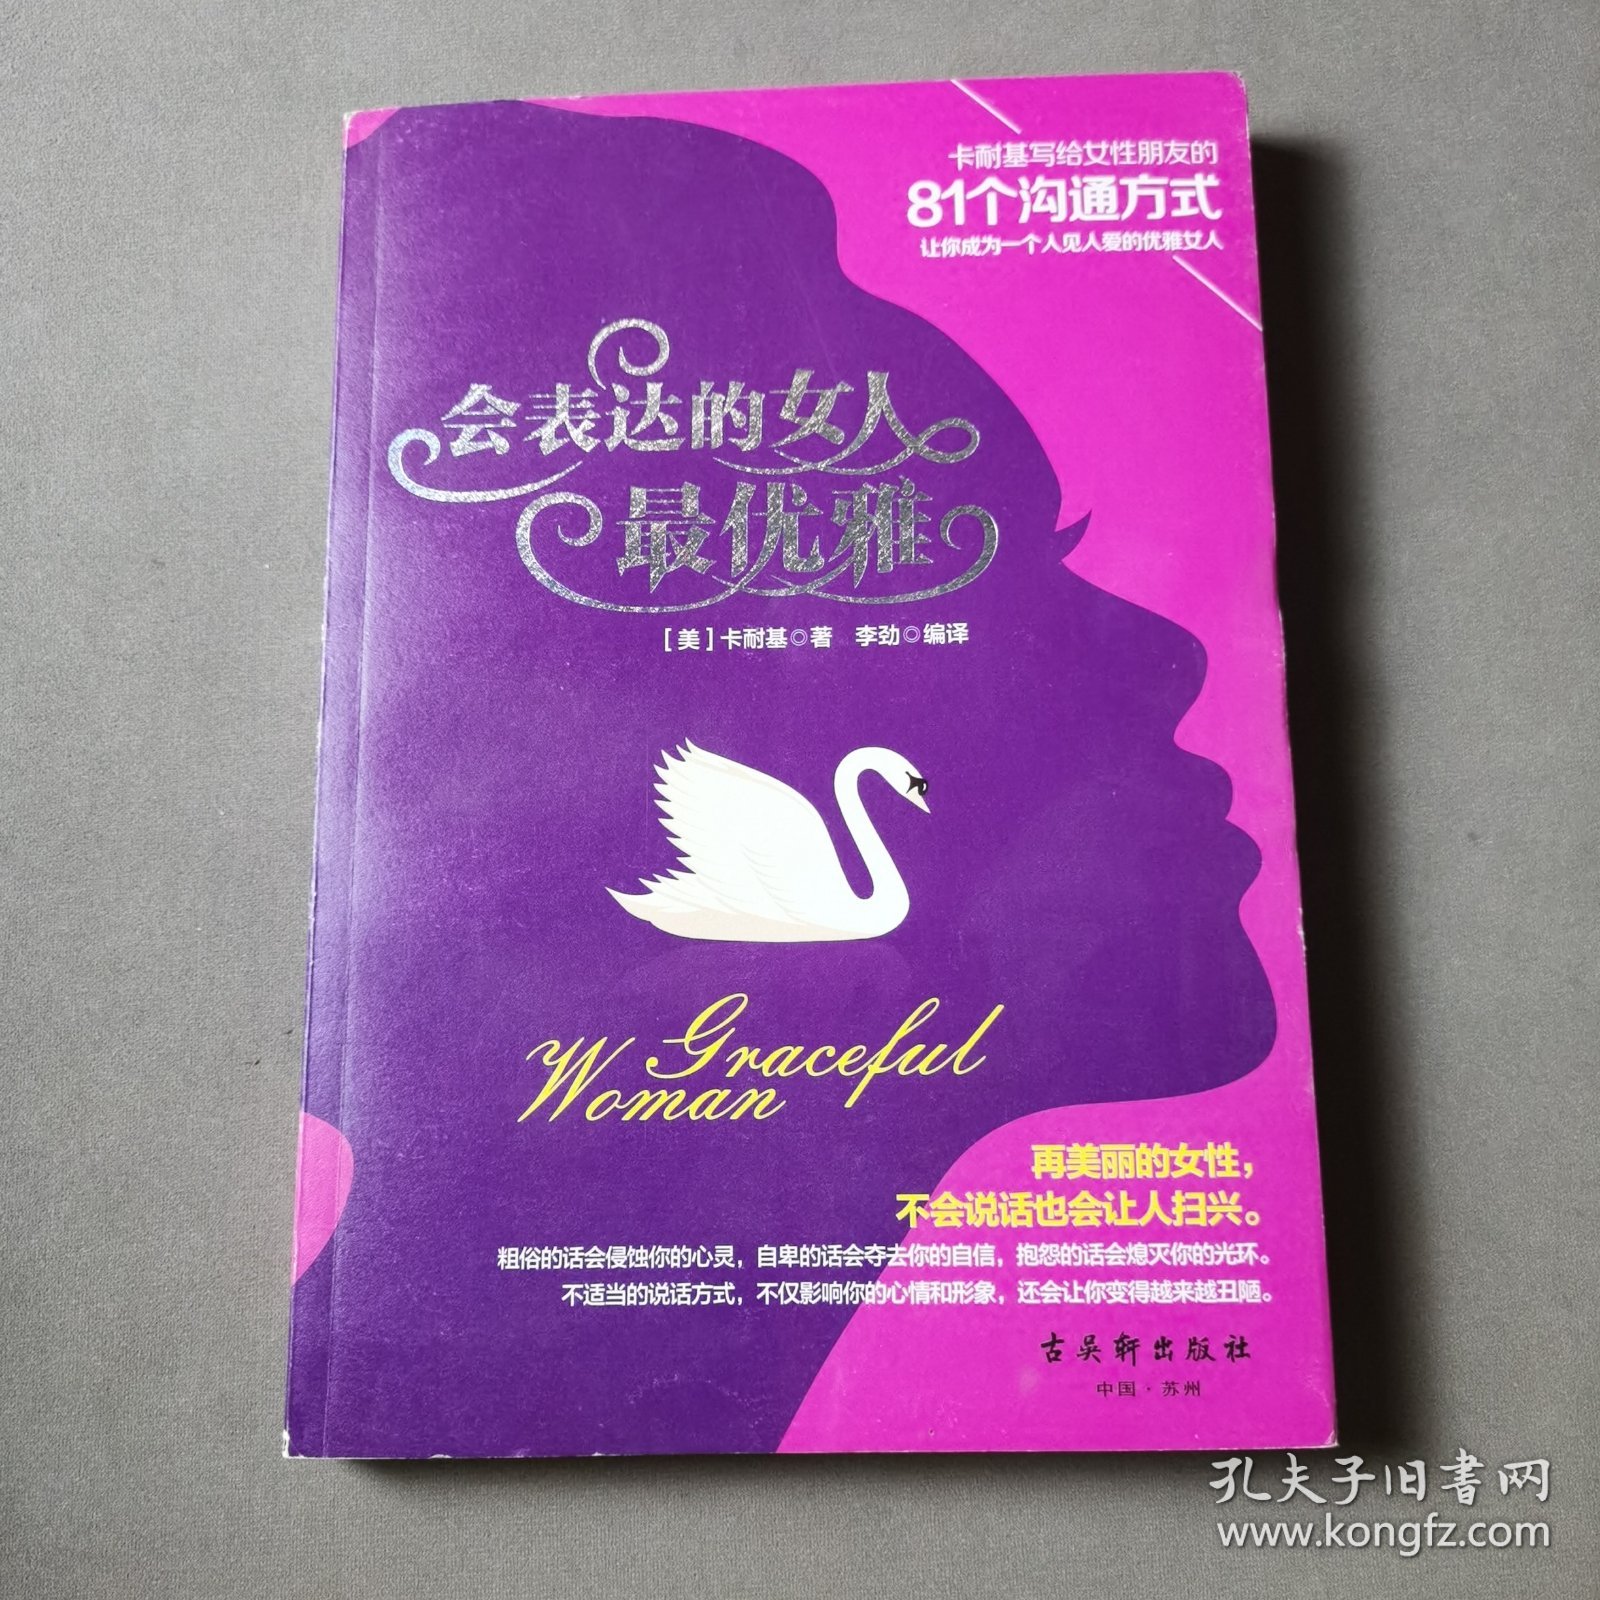 卡耐基写给女性朋友的
81个沟通方式
让你成为一个人见人爱的优雅女人
会表达的女人
最优雅
[美]卡耐基◎著 李劲◎编译
Graceful
Woman
再美丽的女性，
不会说话也会让人扫兴。
粗俗的话会侵蚀你的心灵，自卑的话会夺去你的自信，抱怨的话会熄灭你的光环。
不适当的说话方式，不仅影响你的心情和形象，还会让你变得越来越丑陋。
古吴轩出版社
中国·苏州
孔夫子旧书网
www.kongfz.com